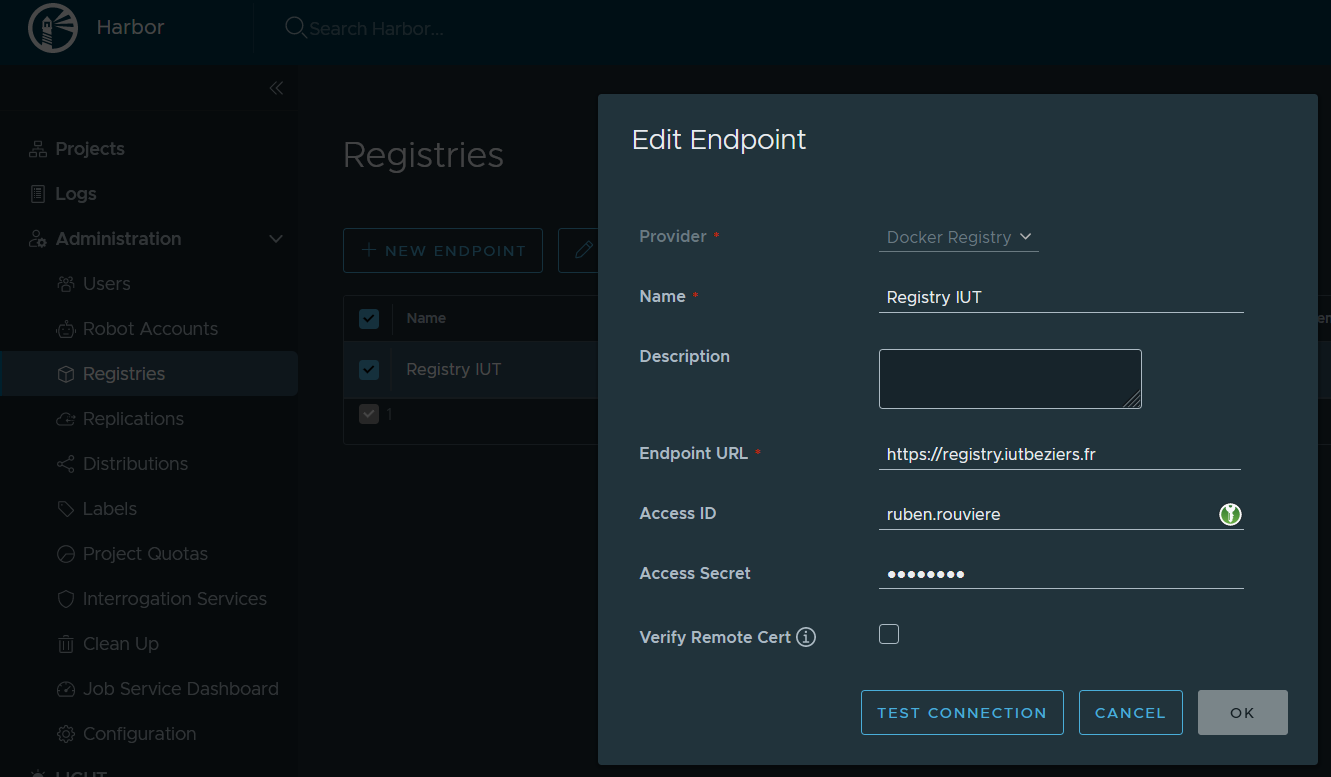 Harbor
Search Harbor...
Projects
Logs
Administration
Users
Robot Accounts
Registries
Replications
Distributions
Labels
Project Quotas
Interrogation Services
Clean Up
Job Service Dashboard
Configuration
LIGHT
Registries
NEW ENDPOINT
Name
Registry IUT
1
Edit Endpoint
Provider * Docker Registry
Name * Registry IUT
Description
Endpoint URL * https://registry.iutbeziers.fr
Access ID ruben.rouviere
Access Secret ••••••••
Verify Remote Cert
TEST CONNECTION CANCEL OK